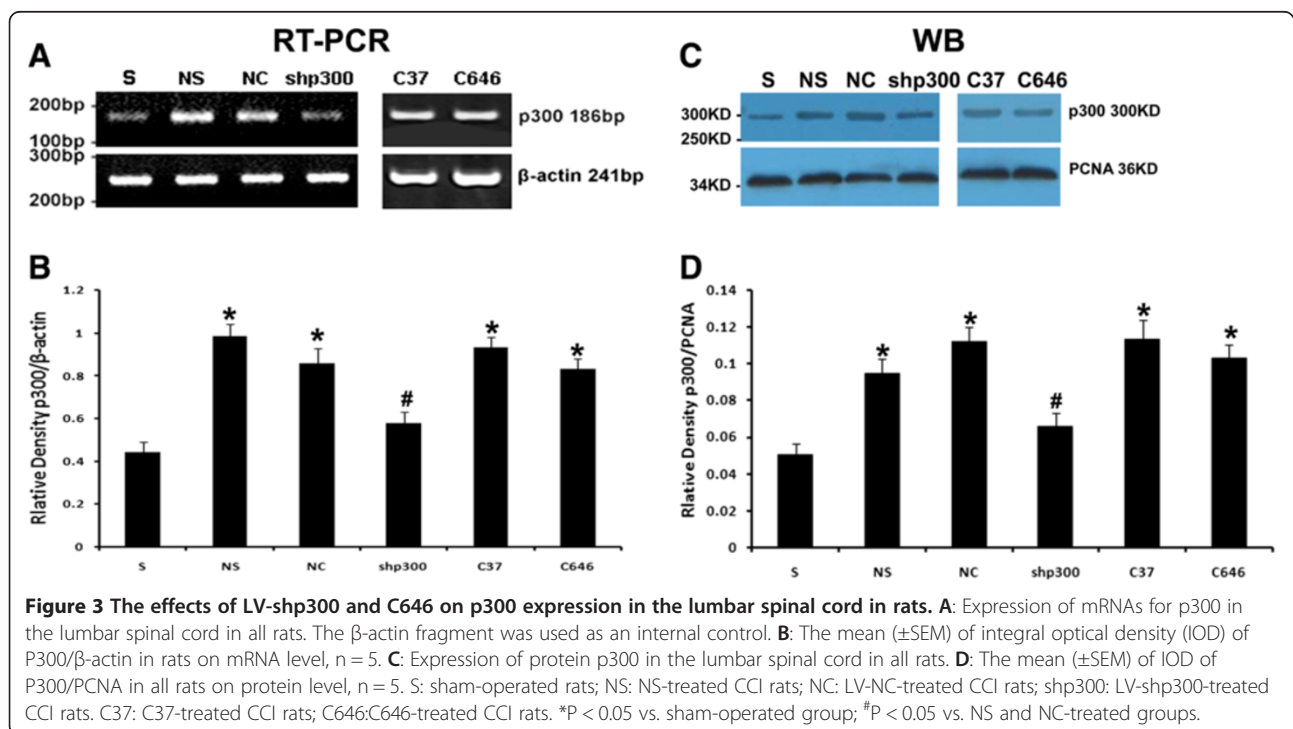 RT-PCR
A
S NS NC shp300 C37 C646
200bp
100bp
p300 186bp
300bp
200bp
β-actin 241bp
WB
C
S NS NC shp300 C37 C646
300KD
250KD
p300 300KD
34KD
PCNA 36KD
B
Rlative Density p300/β-actin
1.2
1
0.8
0.6
0.4
0.2
0
* * # * *
S NS NC shp300 C37 C646
D
Rlative Density p300/PCNA
0.14
0.12
0.10
0.08
0.06
0.04
0.02
0
* * # * *
S NS NC shp300 C37 C646
Figure 3 The effects of LV-shp300 and C646 on p300 expression in the lumbar spinal cord in rats. A: Expression of mRNAs for p300 in
the lumbar spinal cord in all rats. The β-actin fragment was used as an internal control. B: The mean (±SEM) of integral optical density (IOD) of
P300/β-actin in rats on mRNA level, n = 5. C: Expression of protein p300 in the lumbar spinal cord in all rats. D: The mean (±SEM) of IOD of
P300/PCNA in all rats on protein level, n = 5. S: sham-operated rats; NS: NS-treated CCI rats; NC: LV-NC-treated CCI rats; shp300: LV-shp300-treated
CCI rats. C37: C37-treated CCI rats; C646:C646-treated CCI rats. *P < 0.05 vs. sham-operated group; #P < 0.05 vs. NS and NC-treated groups.